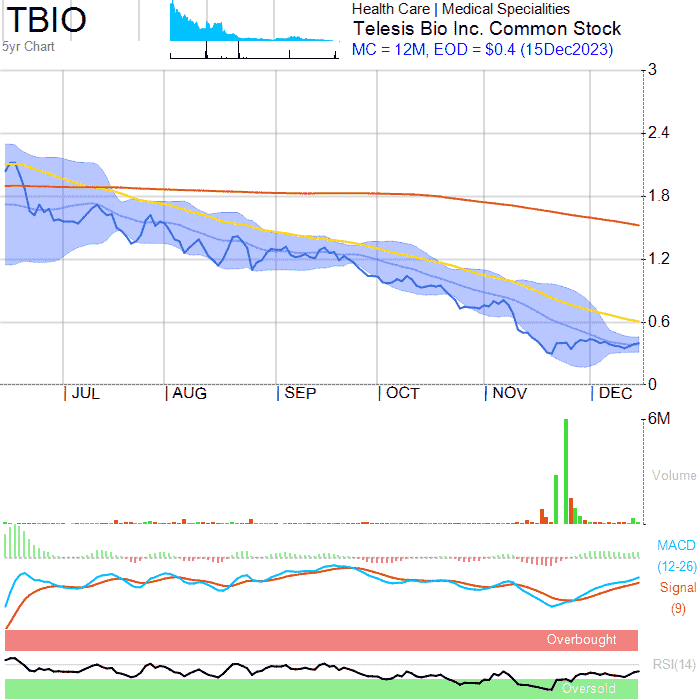 TBIO
5yr Chart
Health Care | Medical Specialities
Telesis Bio Inc. Common Stock
MC = 12M, EOD = $0.4 (15Dec2023)
3
2.4
1.8
1.2
0.6
0
JUL AUG SEP OCT NOV DEC
6M
Volume
MACD
(12-26)
Signal
(9)
Overbought
RSI(14)
Oversold